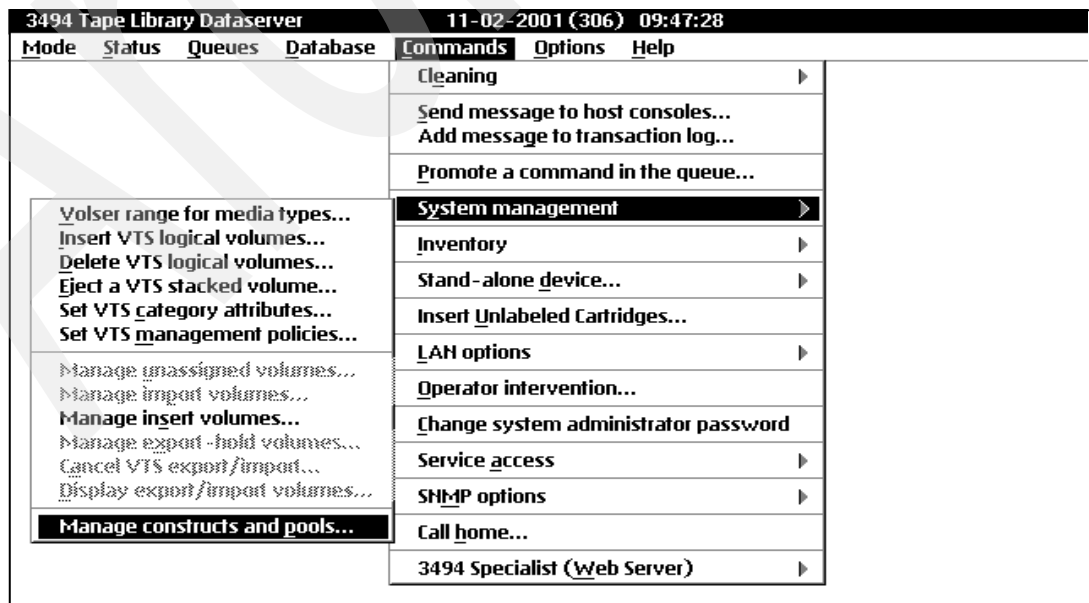 3494 Tape Library Dataserver 11-02-2001 (306) 09:47:28
Mode Status Queues Database Commands Options Help
Cleaning
Send message to host consoles...
Add message to transaction log...
Promote a command in the queue...
System management
Inventory
Stand-alone device...
Insert Unlabeled Cartridges...
LAN options
Operator intervention...
Change system administrator password
Service access
SNMP options
Call home...
3494 Specialist (Web Server)
Volser range for media types...
Insert VTS logical volumes...
Delete VTS logical volumes...
Eject a VTS stacked volume...
Set VTS category attributes...
Set VTS management policies...
Manage unassigned volumes...
Manage import volumes...
Manage insert volumes...
Manage export-hold volumes...
Cancel VTS export/import...
Display export/import volumes...
Manage constructs and pools...